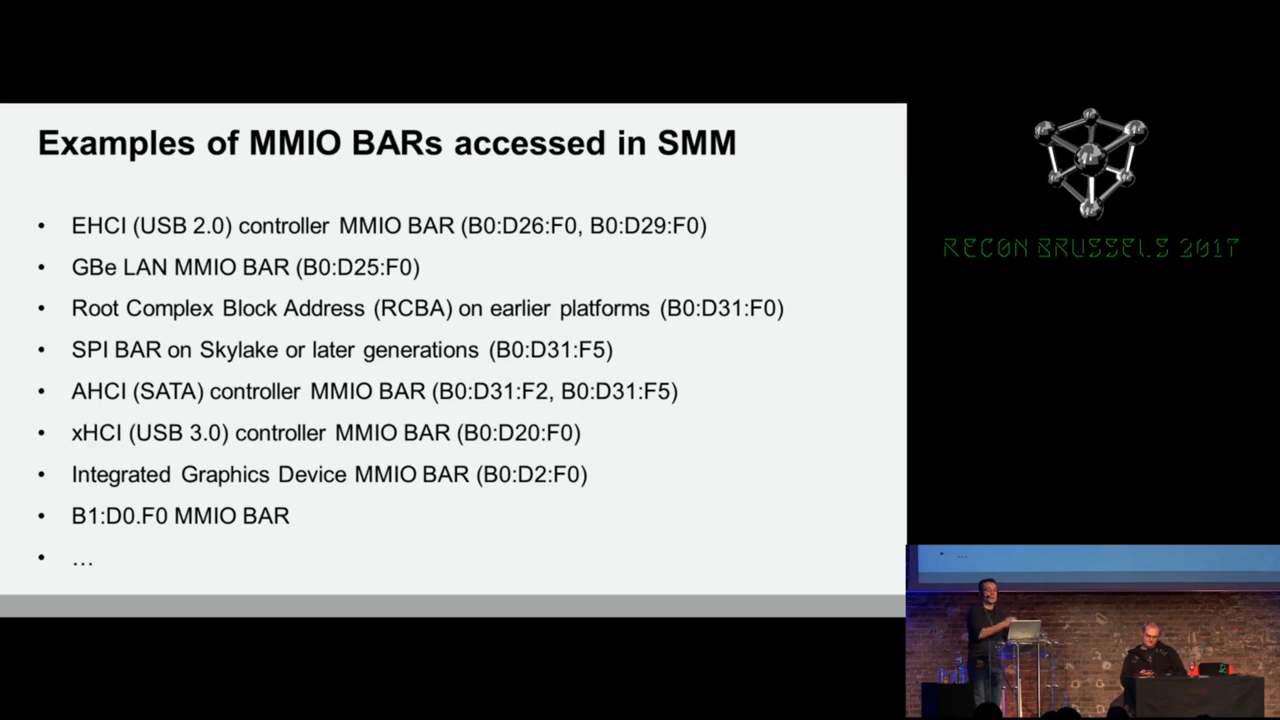 Examples of MMIO BARs accessed in SMM
• EHCI (USB 2.0) controller MMIO BAR (B0:D26:F0, B0:D29:F0)
• GBe LAN MMIO BAR (B0:D25:F0)
• Root Complex Block Address (RCBA) on earlier platforms (B0:D31:F0)
• SPI BAR on Skylake or later generations (B0:D31:F5)
• AHCI (SATA) controller MMIO BAR (B0:D31:F2, B0:D31:F5)
• xHCI (USB 3.0) controller MMIO BAR (B0:D20:F0)
• Integrated Graphics Device MMIO BAR (B0:D2:F0)
• B1:D0.F0 MMIO BAR
• …
RECON BRUSSELS 2017
• ...